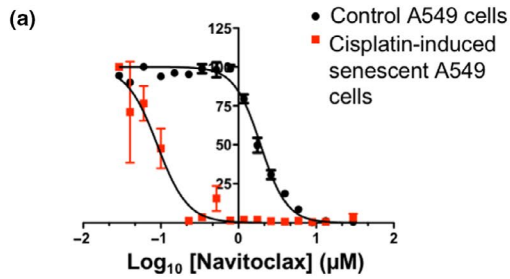 (a)
Control A549 cells
Cisplatin-induced
senescent A549
cells
125
100
75
50
25
−2
−1
0
1
2
Log10 [Navitoclax] (µM)